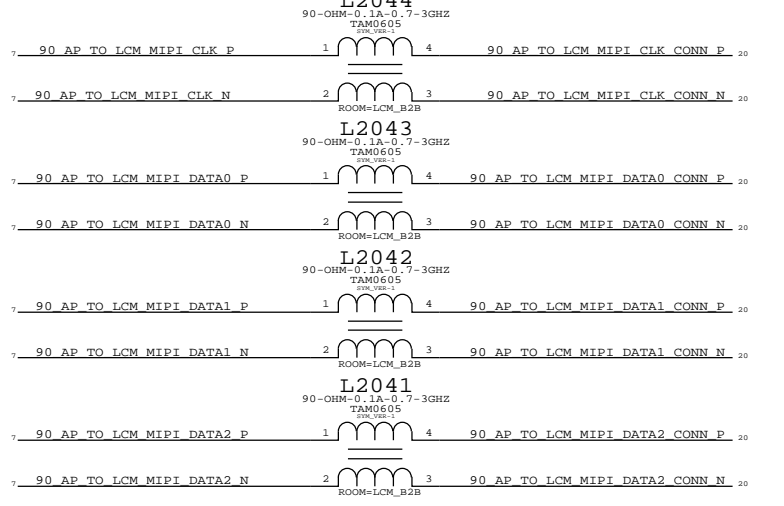 L2044
90-OHM-0.1A-0.7-3GHZ
TAM0605
SYM_VER-1
7 90_AP_TO_LCM_MIPI_CLK_P 1 4 90_AP_TO_LCM_MIPI_CLK_CONN_P 20
7 90_AP_TO_LCM_MIPI_CLK_N 2 3 90_AP_TO_LCM_MIPI_CLK_CONN_N 20
ROOM=LCM_B2B
L2043
90-OHM-0.1A-0.7-3GHZ
TAM0605
SYM_VER-1
7 90_AP_TO_LCM_MIPI_DATA0_P 1 4 90_AP_TO_LCM_MIPI_DATA0_CONN_P 20
7 90_AP_TO_LCM_MIPI_DATA0_N 2 3 90_AP_TO_LCM_MIPI_DATA0_CONN_N 20
ROOM=LCM_B2B
L2042
90-OHM-0.1A-0.7-3GHZ
TAM0605
SYM_VER-1
7 90_AP_TO_LCM_MIPI_DATA1_P 1 4 90_AP_TO_LCM_MIPI_DATA1_CONN_P 20
7 90_AP_TO_LCM_MIPI_DATA1_N 2 3 90_AP_TO_LCM_MIPI_DATA1_CONN_N 20
ROOM=LCM_B2B
L2041
90-OHM-0.1A-0.7-3GHZ
TAM0605
SYM_VER-1
7 90_AP_TO_LCM_MIPI_DATA2_P 1 4 90_AP_TO_LCM_MIPI_DATA2_CONN_P 20
7 90_AP_TO_LCM_MIPI_DATA2_N 2 3 90_AP_TO_LCM_MIPI_DATA2_CONN_N 20
ROOM=LCM_B2B